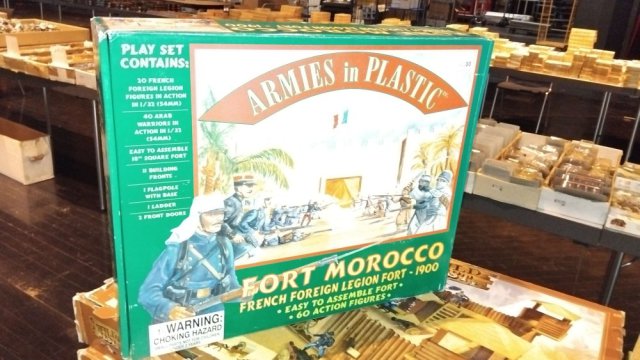 PLAY SET
CONTAINS:
20 FRENCH
FOREIGN LEGION
FIGURES IN ACTION
IN 1/32 (54MM)
40 ARAB
WARRIORS IN
ACTION IN 1/32
(54MM)
EASY TO ASSEMBLE
18" SQUARE FORT
8 BUILDING
FRONTS
1 FLAGPOLE
WITH BASE
1 LADDER
2 FRONT DOORS
ARMIES in PLASTIC
FORT MOROCCO
FRENCH FOREIGN LEGION FORT - 1900
• EASY TO ASSEMBLE FORT •
• 60 ACTION FIGURES •
WARNING:
CHOKING HAZARD